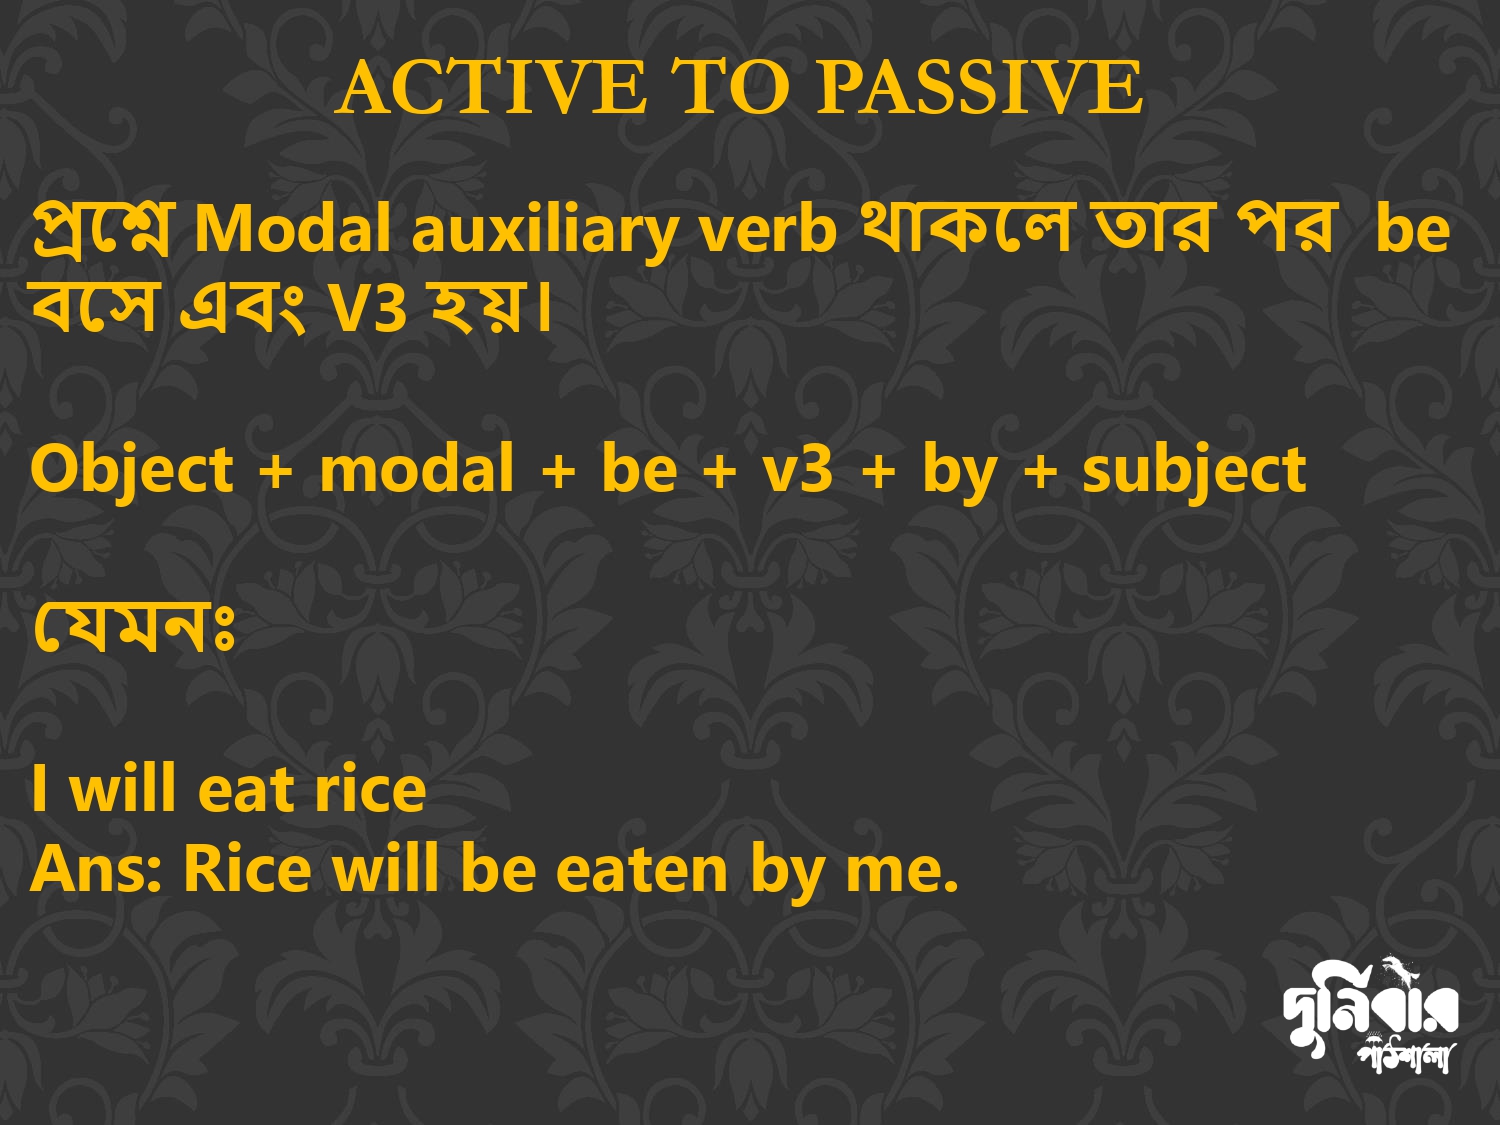 ACTIVE TO PASSIVE
প্রশ্নে Modal auxiliary verb থাকলে তার পর be
বসে এবং V3 হয়।
Object + modal + be + v3 + by + subject
যেমনঃ
I will eat rice
Ans: Rice will be eaten by me.
দুর্নিবার
পাঠশালা